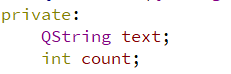 private:
QString text;
int count;